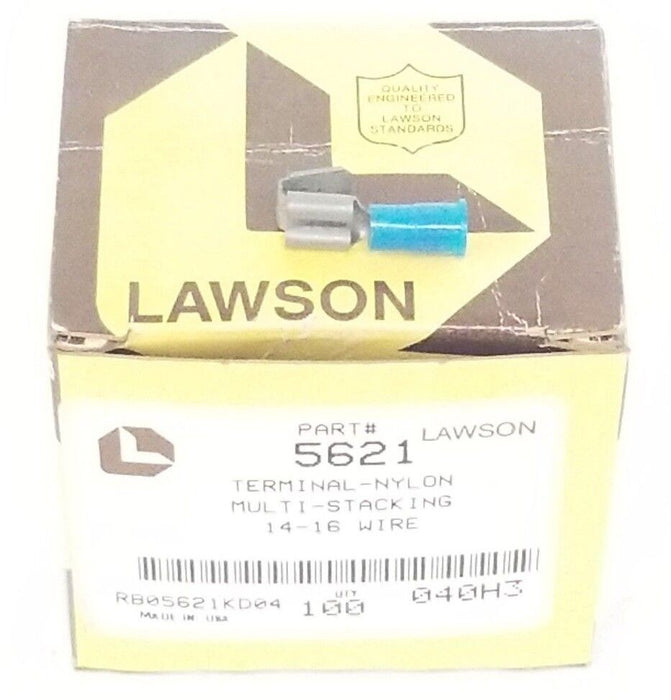 QUALITY
ENGINEERED
TO
LAWSON
STANDARDS
LAWSON
PART#
LAWSON
5621
TERMINAL-NYLON
MULTI-STACKING
14-16 WIRE
RB05621KD04
QTY
100
040H3
MADE IN USA